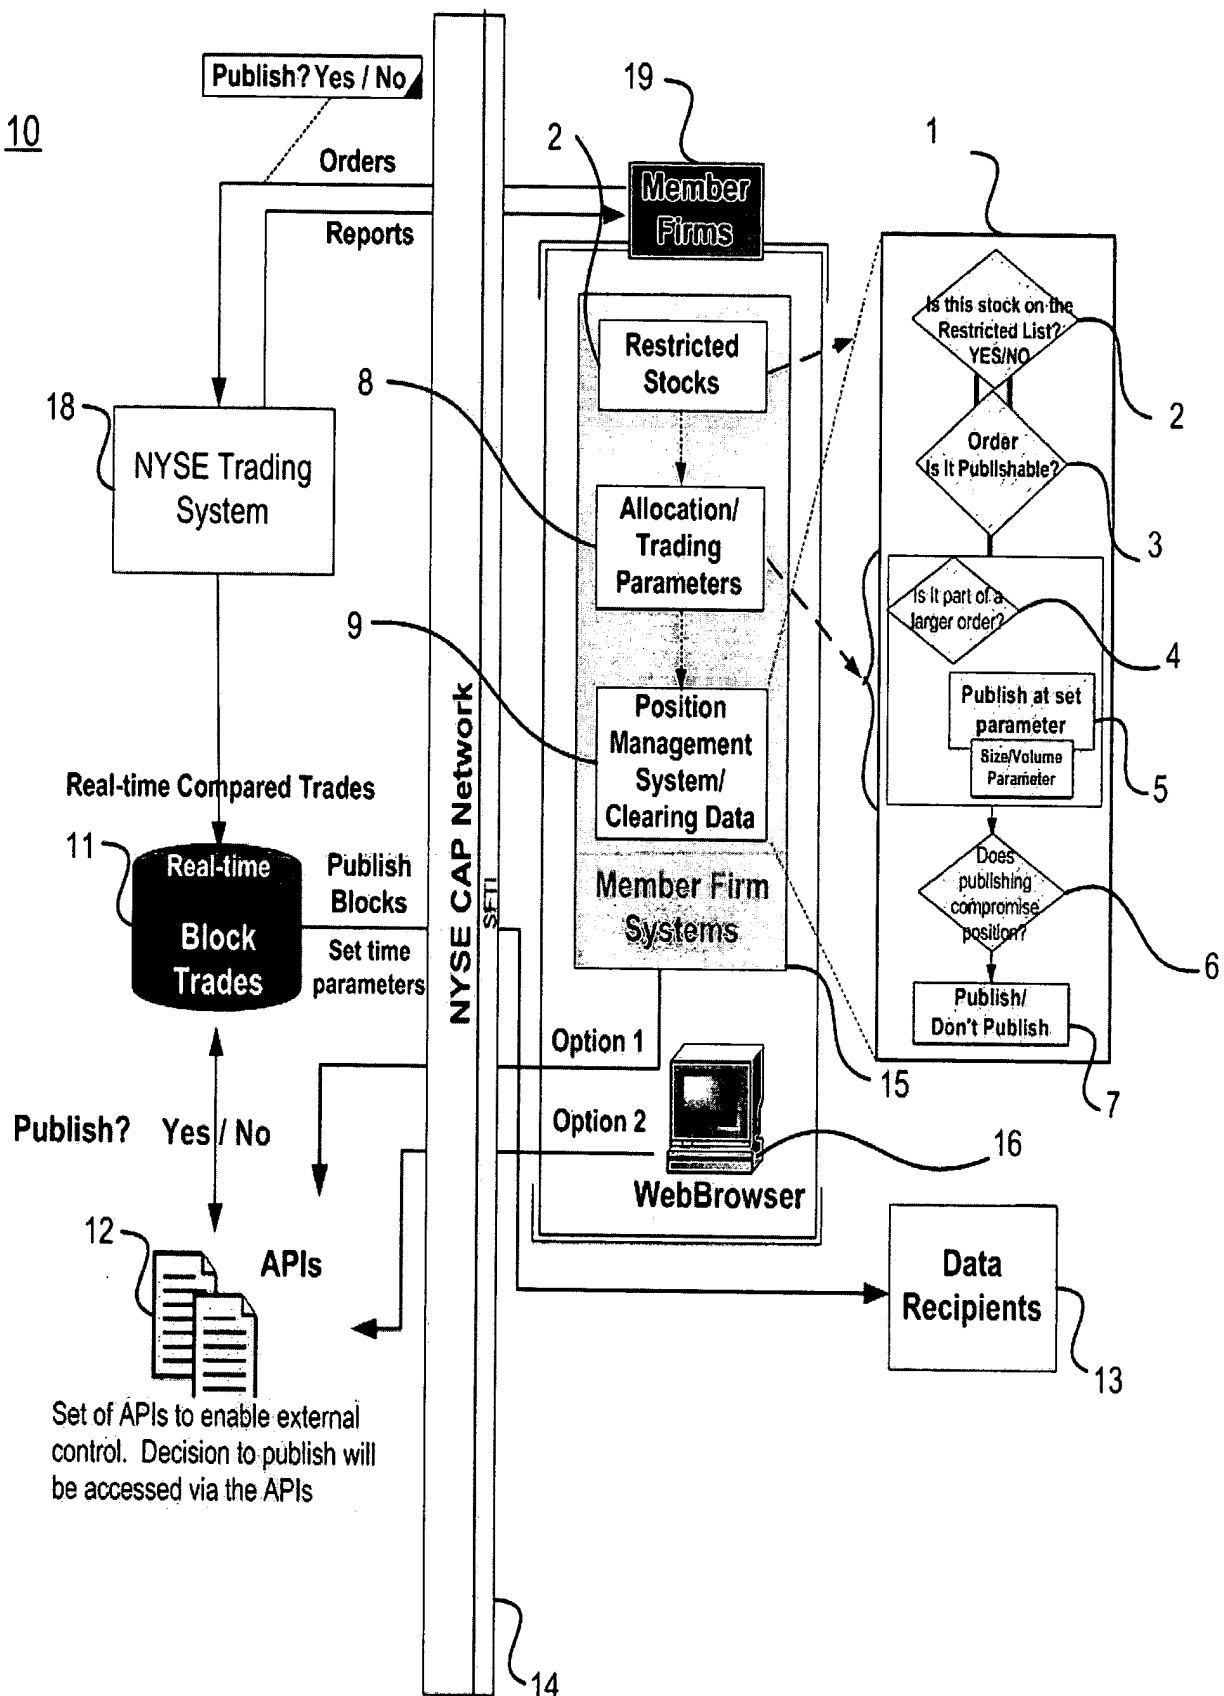 10
Publish? Yes / No
Orders
Reports
18
NYSE Trading
System
Real-time Compared Trades
11
Real-time
Block
Trades
Publish
Blocks
Set time
parameters
Publish? Yes / No
12
APIs
Set of APIs to enable external
control. Decision to publish will
be accessed via the APIs
NYSE CAP Network
SFTI
14
19
2
Member
Firms
Restricted
Stocks
8
Allocation/
Trading
Parameters
9
Position
Management
System/
Clearing Data
Member Firm
Systems
15
Option 1
Option 2
16
WebBrowser
1
Is this stock on the
Restricted List?
YES/NO
2
Order
Is It Publishable?
3
Is It part of a
larger order?
4
Publish at set
parameter
Size/Volume
Parameter
5
Does
publishing
compromise
position?
6
Publish/
Don't Publish
7
Data
Recipients
13